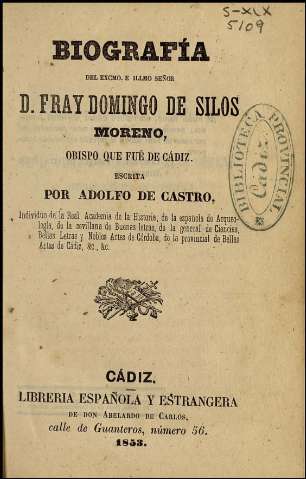 S-XIX
5109
BIOGRAFÍA
DEL EXCMO. E ILLMO SEÑOR
D. FRAY DOMINGO DE SILOS
MORENO,
OBISPO QUE FUÉ DE CÁDIZ.
ESCRITA
POR ADOLFO DE CASTRO,
Individuo de la Real Academia de la Historia, de la española de Arqueo-
logía, de la sevillana de Buenas letras, de la general de Ciencias,
Bellas Letras y Nobles Artes de Córdoba, de la provincial de Bellas
Artes de Cádiz, &c., &c.
BIBLIOTECA PROVINCIAL
Cádiz
CÁDIZ.
LIBRERIA ESPAÑOLA Y ESTRANGERA
DE DON ABELARDO DE CARLOS,
calle de Guanteros, número 56.
1853.